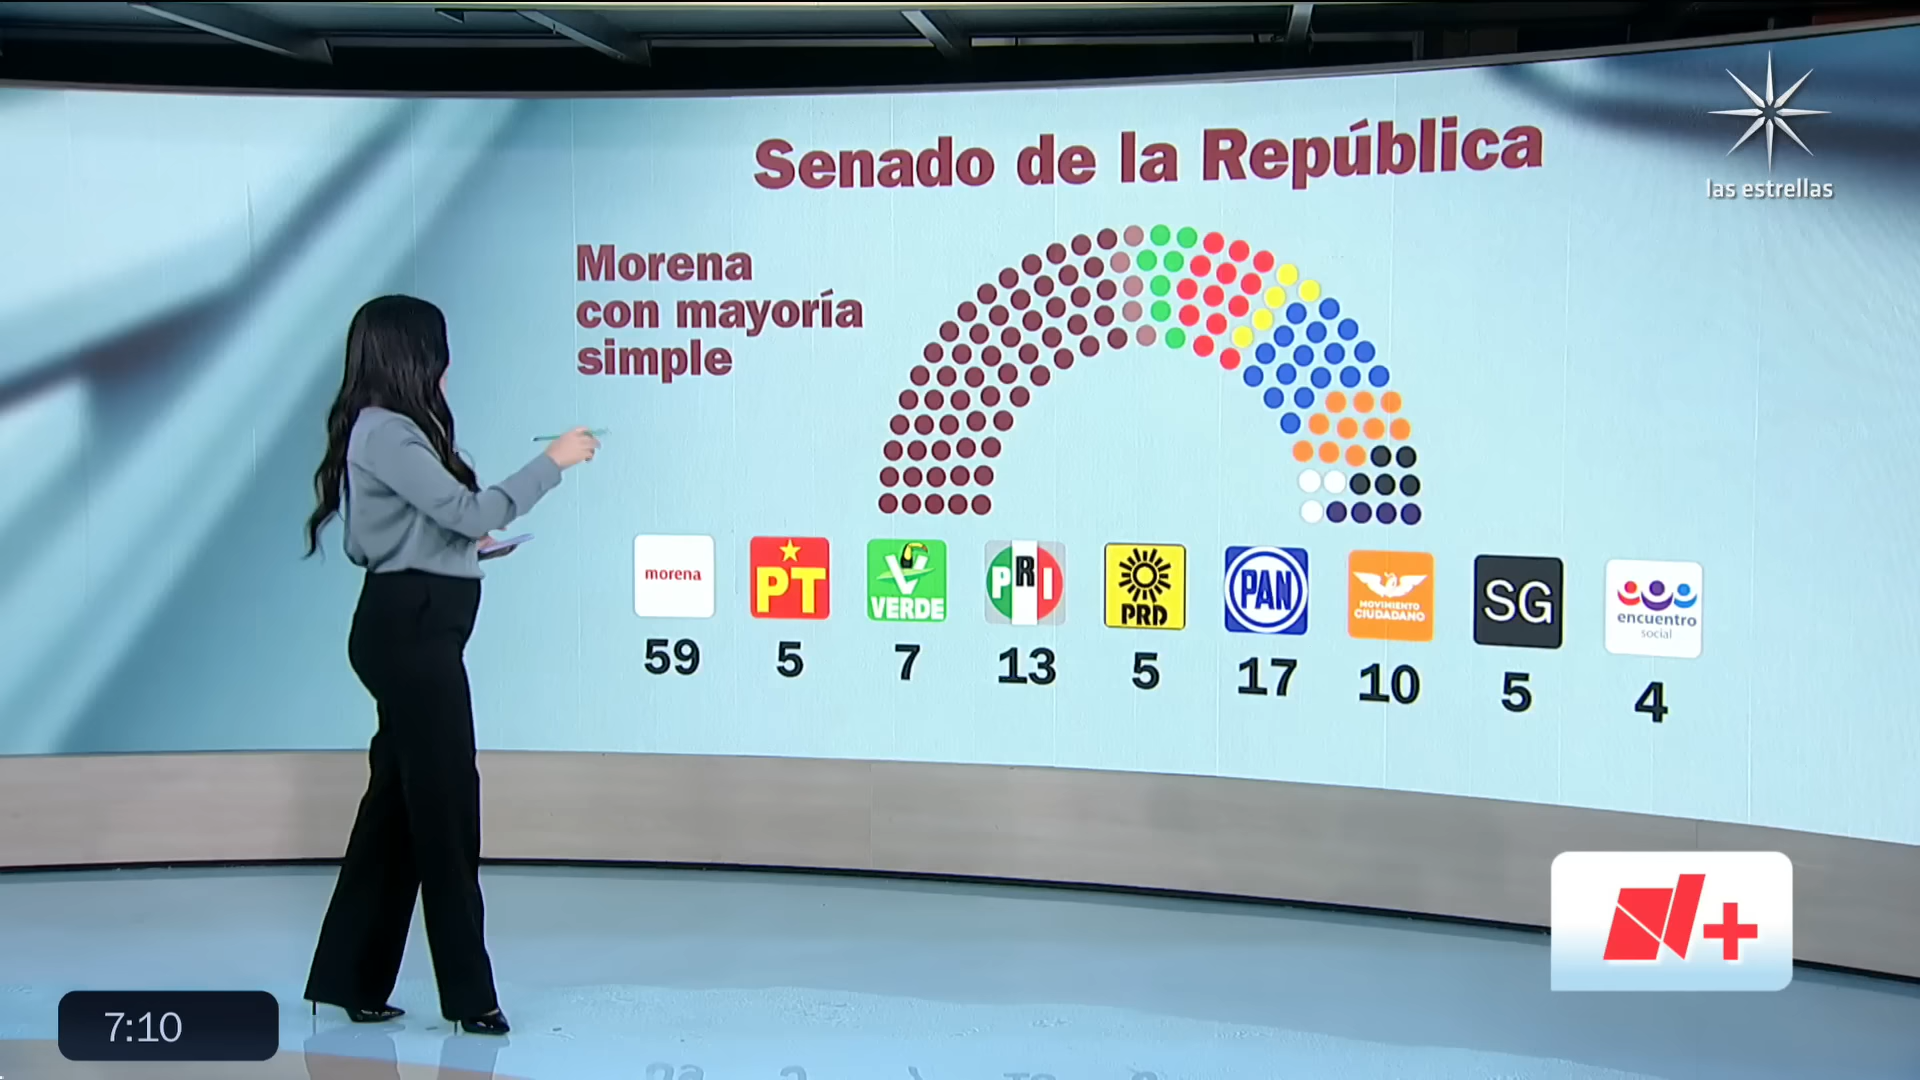 Senado de la República
las estrellas
Morena
con mayoría
simple
morena
PT
VERDE
PRI
PRD
PAN
MOVIMIENTO
CIUDADANO
SG
encuentro
social
59
5
7
13
5
17
10
5
4
N+
7:10